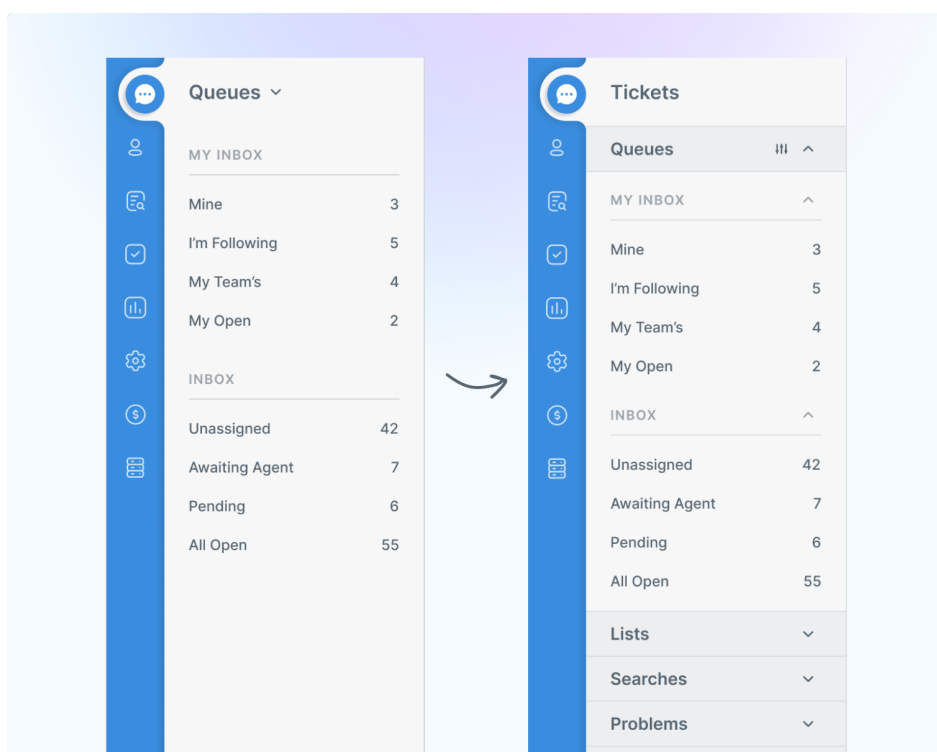 Queues
MY INBOX
Mine 3
I'm Following 5
My Team's 4
My Open 2
INBOX
Unassigned 42
Awaiting Agent 7
Pending 6
All Open 55
Tickets
Queues
MY INBOX
Mine 3
I'm Following 5
My Team's 4
My Open 2
INBOX
Unassigned 42
Awaiting Agent 7
Pending 6
All Open 55
Lists
Searches
Problems